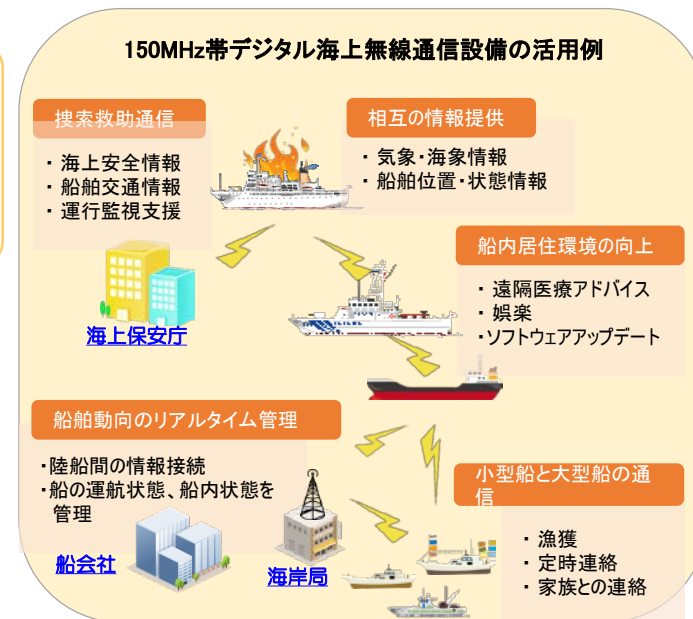 150MHz帯デジタル海上無線通信設備の活用例
捜索救助通信
・海上安全情報
・船舶交通情報
・運行監視支援
相互の情報提供
・気象・海象情報
・船舶位置・状態情報
海上保安庁
船内居住環境の向上
・遠隔医療アドバイス
・娯楽
・ソフトウェアアップデート
船舶動向のリアルタイム管理
・陸船間の情報接続
・船の運航状態、船内状態を
管理
船会社
海岸局
小型船と大型船の通
信
・漁獲
・定時連絡
・家族との連絡